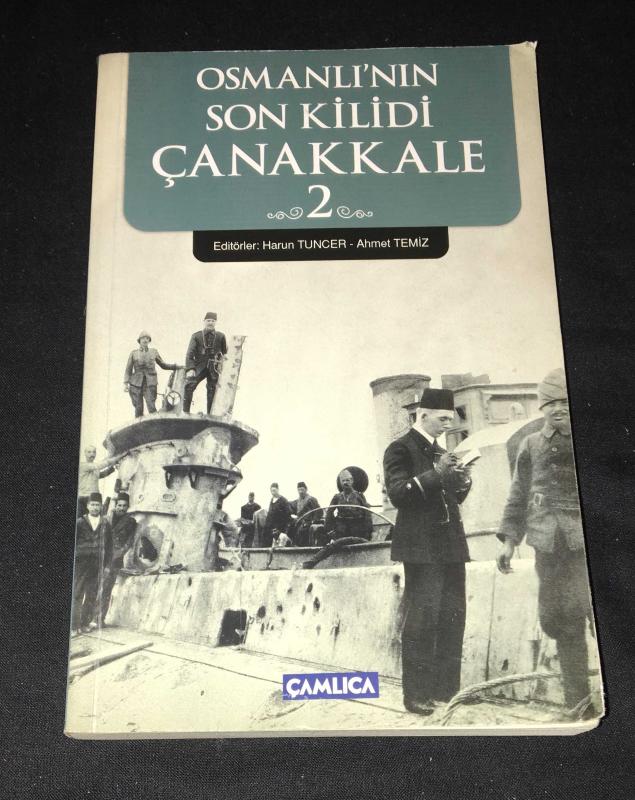 OSMANLI'NIN
SON KİLİDİ
ÇANAKKALE
2
Editörler: Harun TUNCER - Ahmet TEMİZ
ÇAMLICA